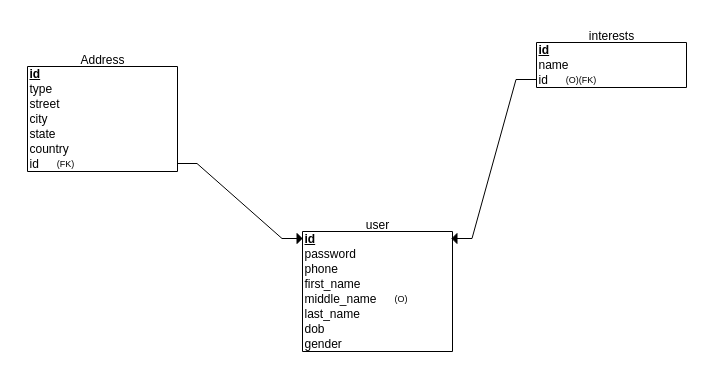 Address
id
type
street
city
state
country
id (FK)
interests
id
name
id (O)(FK)
user
id
password
phone
first_name
middle_name (O)
last_name
dob
gender